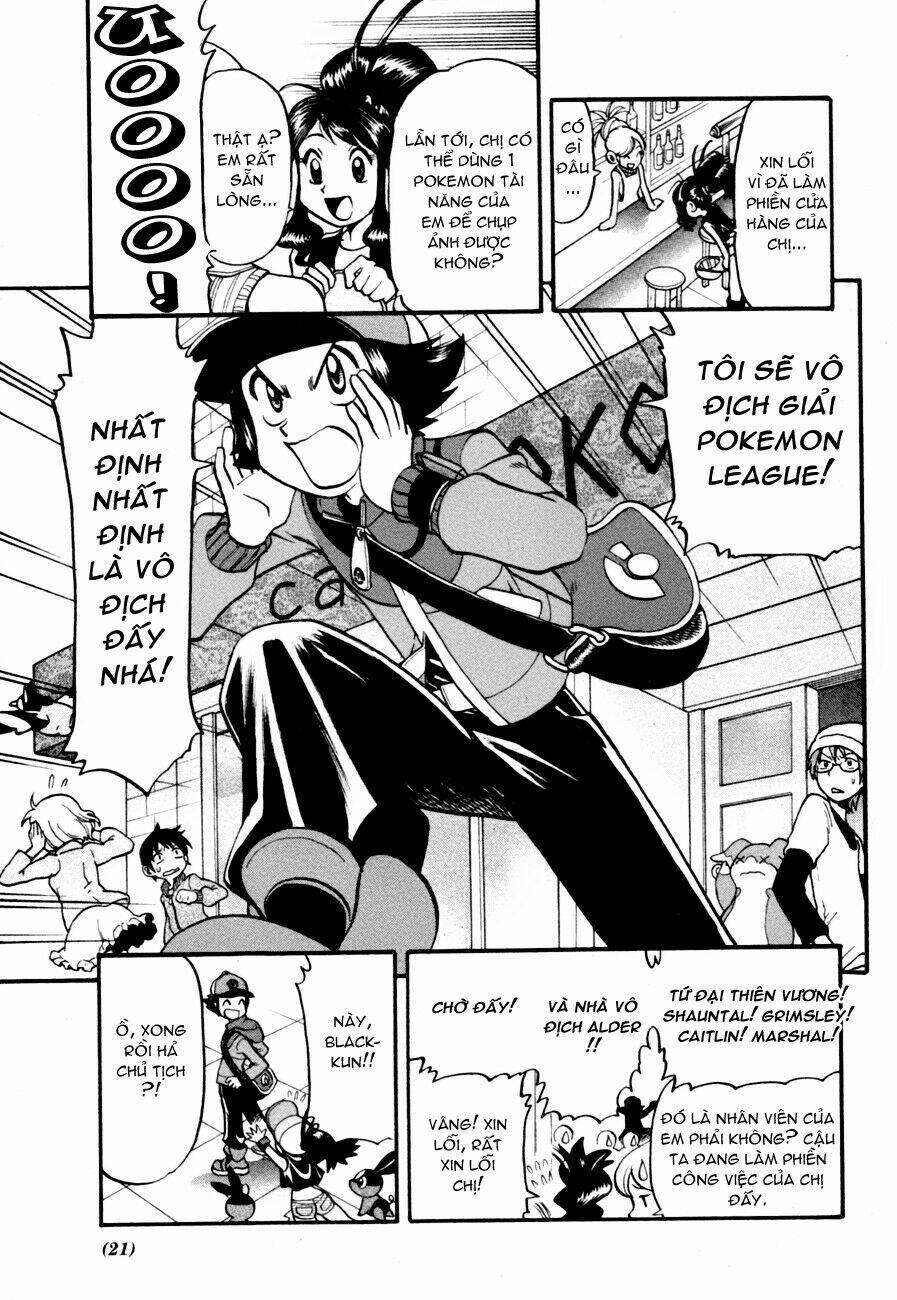 XIN LỖI
VÌ ĐÃ LÀM
PHIỀN CỬA
HÀNG CỦA
CHỊ...
CÓ
GÌ
ĐÂU
...
LẦN TỚI, CHỊ CÓ
THỂ DÙNG 1
POKEMON TÀI
NĂNG CỦA
EM ĐỂ CHỤP
ẢNH ĐƯỢC
KHÔNG?
THẬT Ạ?
EM RẤT
SẴN
LÒNG...
UOOOOO!
TÔI SẼ VÔ
ĐỊCH GIẢI
POKEMON
LEAGUE!
NHẤT
ĐỊNH
NHẤT
ĐỊNH
LÀ VÔ
ĐỊCH
ĐẤY
NHÁ!
POKÉ
ca
TỨ ĐẠI THIÊN VƯƠNG!
SHAUNTAL! GRIMSLEY!
CAITLIN! MARSHAL!
VÀ NHÀ VÔ
ĐỊCH ALDER
!!
CHỜ ĐẤY!
ĐÓ LÀ NHÂN VIÊN CỦA
EM PHẢI KHÔNG? CẬU
TA ĐANG LÀM PHIỀN
CÔNG VIỆC CỦA CHỊ
ĐẤY.
VÂNG! XIN
LỖI, RẤT
XIN LỖI
CHỊ!
NÀY,
BLACK-
KUN!!
Ồ, XONG
RỒI HẢ
CHỦ TỊCH
?!
(21)